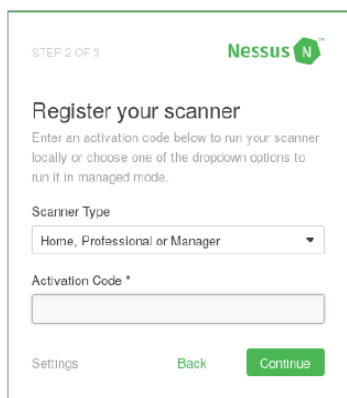 STEP 2 OF 3
Nessus N™
Register your scanner
Enter an activation code below to run your scanner
locally or choose one of the dropdown options to
run it in managed mode.
Scanner Type
Home, Professional or Manager
Activation Code *
Settings
Back
Continue